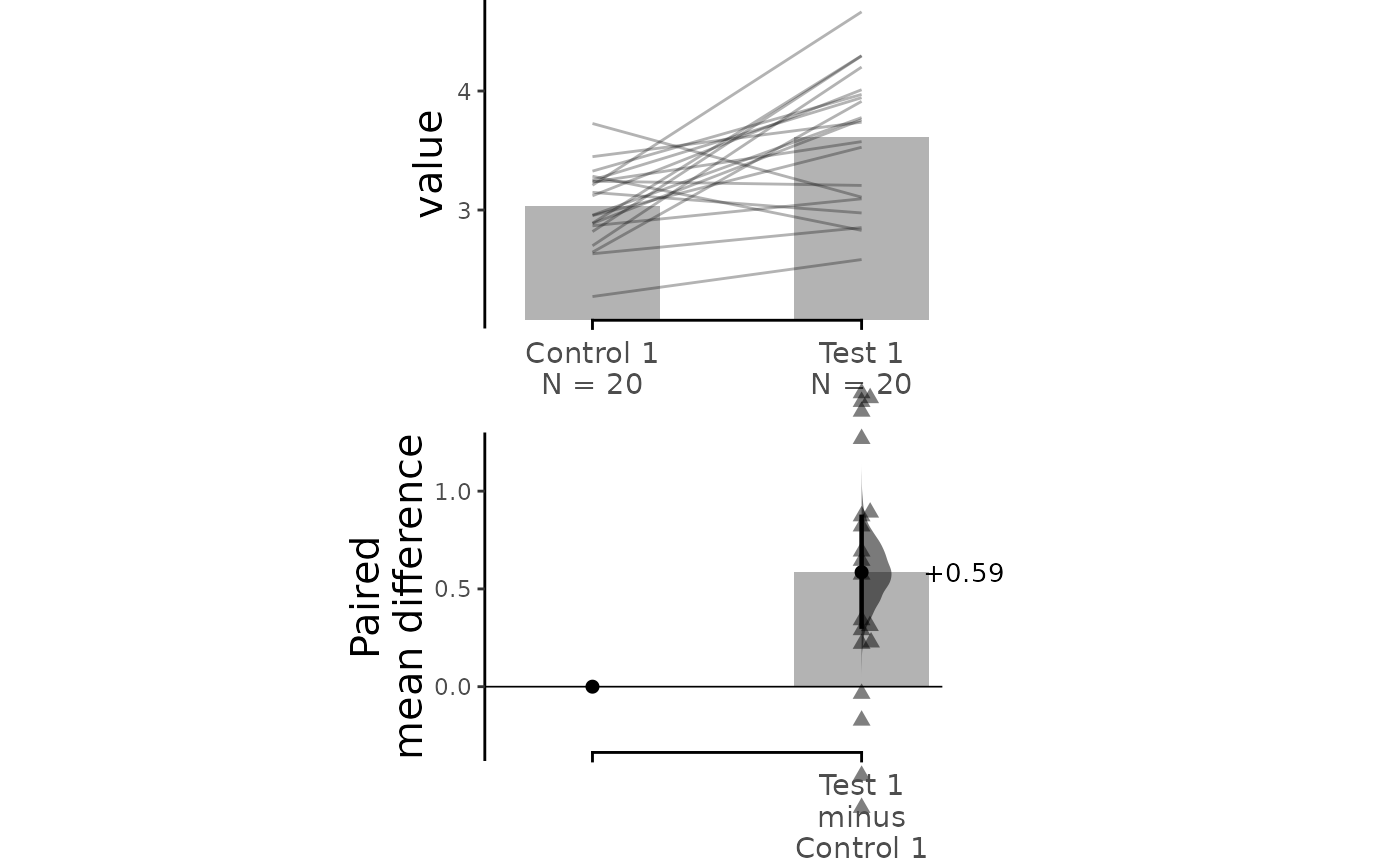 value
4
3
Control 1
N = 20
Test 1
N = 20
Paired
mean difference
1.0
0.5
0.0
+0.59
Test 1
minus
Control 1